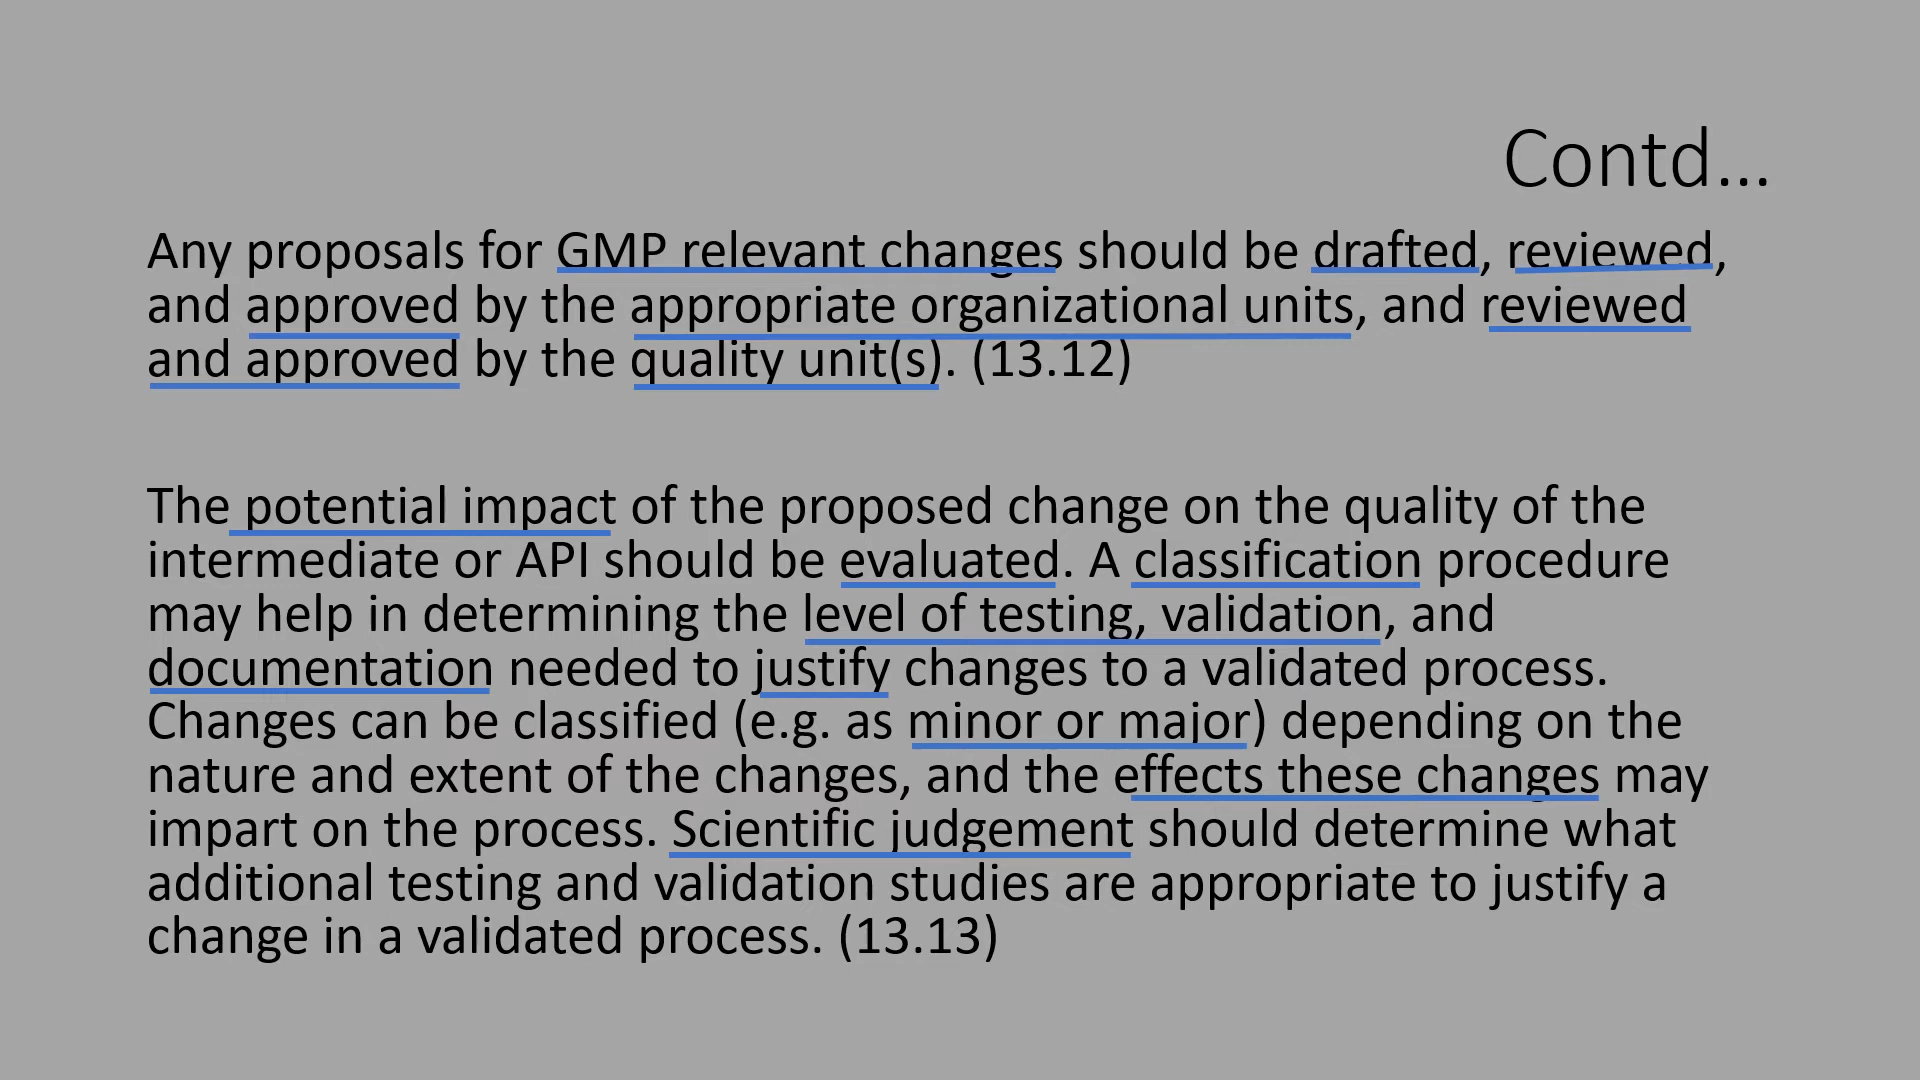 Contd...
Any proposals for GMP relevant changes should be drafted, reviewed,
and approved by the appropriate organizational units, and reviewed
and approved by the quality unit(s). (13.12)
The potential impact of the proposed change on the quality of the
intermediate or API should be evaluated. A classification procedure
may help in determining the level of testing, validation, and
documentation needed to justify changes to a validated process.
Changes can be classified (e.g. as minor or major) depending on the
nature and extent of the changes, and the effects these changes may
impart on the process. Scientific judgement should determine what
additional testing and validation studies are appropriate to justify a
change in a validated process. (13.13)